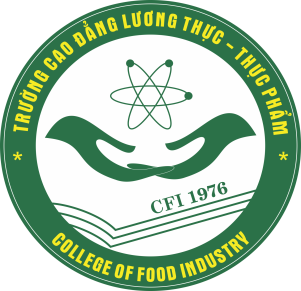 * TRƯỜNG CAO ĐẲNG LƯƠNG THỰC - THỰC PHẨM *
CFI 1976
COLLEGE OF FOOD INDUSTRY